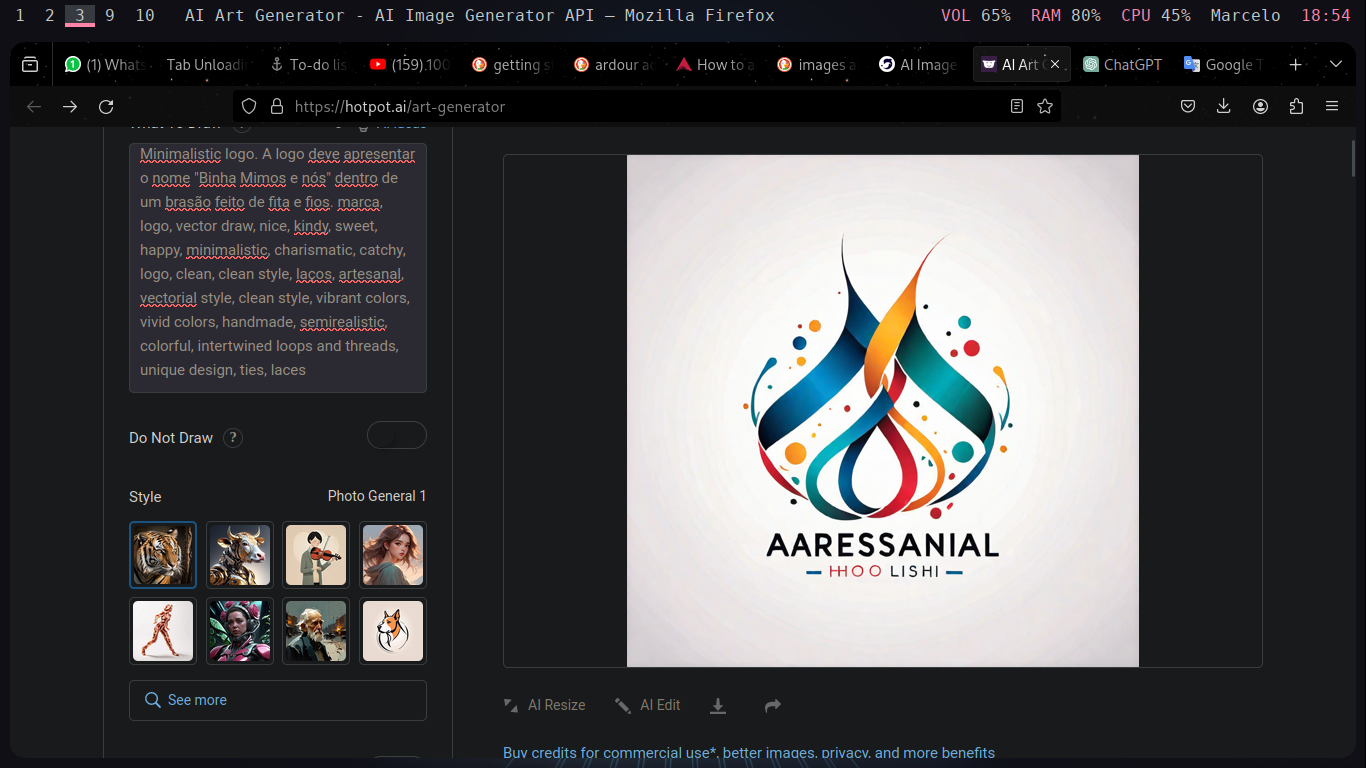 1 2 3 9 10 AI Art Generator - AI Image Generator API — Mozilla Firefox VOL 65% RAM 80% CPU 45% Marcelo 18:54
(1) Whats Tab Unloadi To-do lis (159).100 getting s ardour a How to a images a AI Image AI Art ChatGPT Google T
https://hotpot.ai/art-generator
Minimalistic logo. A logo deve apresentar
o nome "Binha Mimos e nós" dentro de
um brasão feito de fita e fios. marca,
logo, vector draw, nice, kindy, sweet,
happy, minimalistic, charismatic, catchy,
logo, clean, clean style, laços, artesanal,
vectorial style, clean style, vibrant colors,
vivid colors, handmade, semirealistic,
colorful, intertwined loops and threads,
unique design, ties, laces
Do Not Draw ?
Style Photo General 1
See more
AARESSANIAL
HHOO LISHI
AI Resize AI Edit
Buy credits for commercial use*, better images, privacy, and more benefits